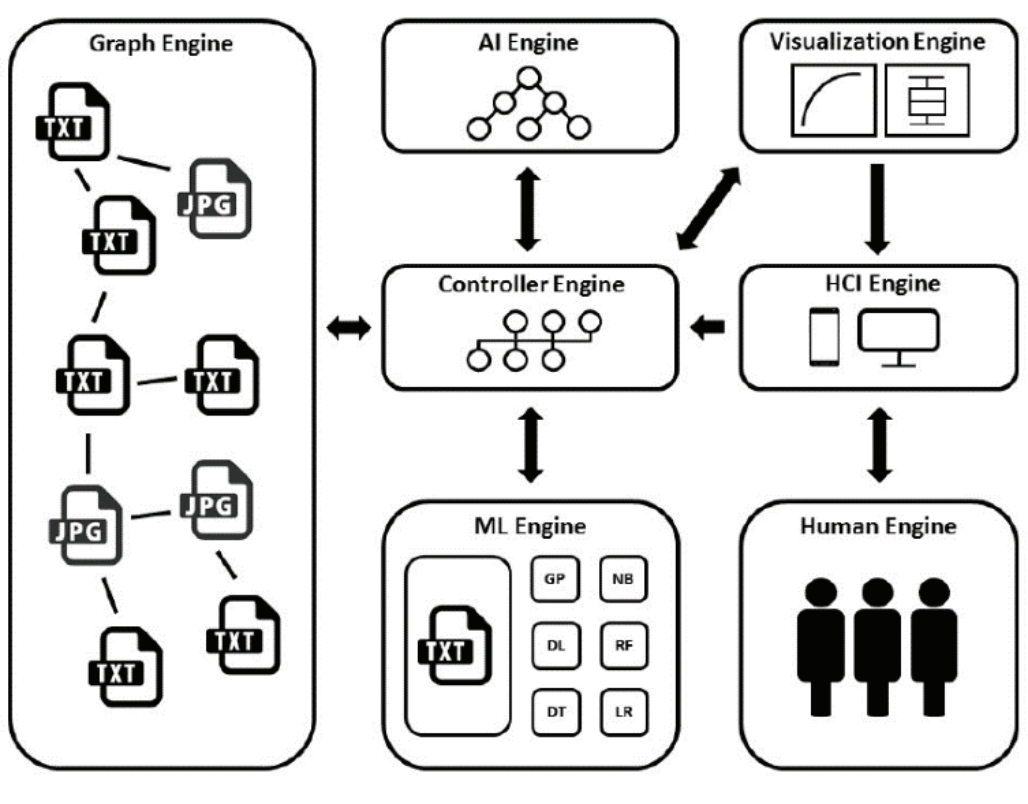 Graph Engine
TXT
JPG
TXT
TXT
TXT
JPG
JPG
TXT
TXT
AI Engine
Visualization Engine
Controller Engine
HCI Engine
ML Engine
TXT
GP
NB
DL
RF
DT
LR
Human Engine